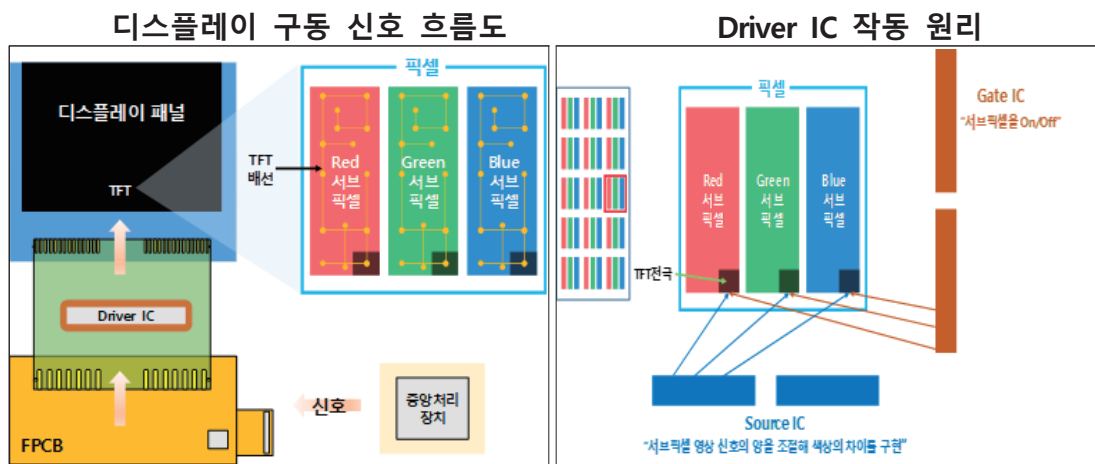 디스플레이 구동 신호 흐름도
디스플레이 패널
TFT
픽셀
TFT
배선
Red
서브
픽셀
Green
서브
픽셀
Blue
서브
픽셀
Driver IC
신호
중앙처리
장치
FPCB
Driver IC 작동 원리
픽셀
Red
서브
픽셀
Green
서브
픽셀
Blue
서브
픽셀
TFT전극
Gate IC
“서브픽셀을 On/Off”
Source IC
“서브픽셀 영상 신호의 양을 조절해 색상의 차이를 구현”